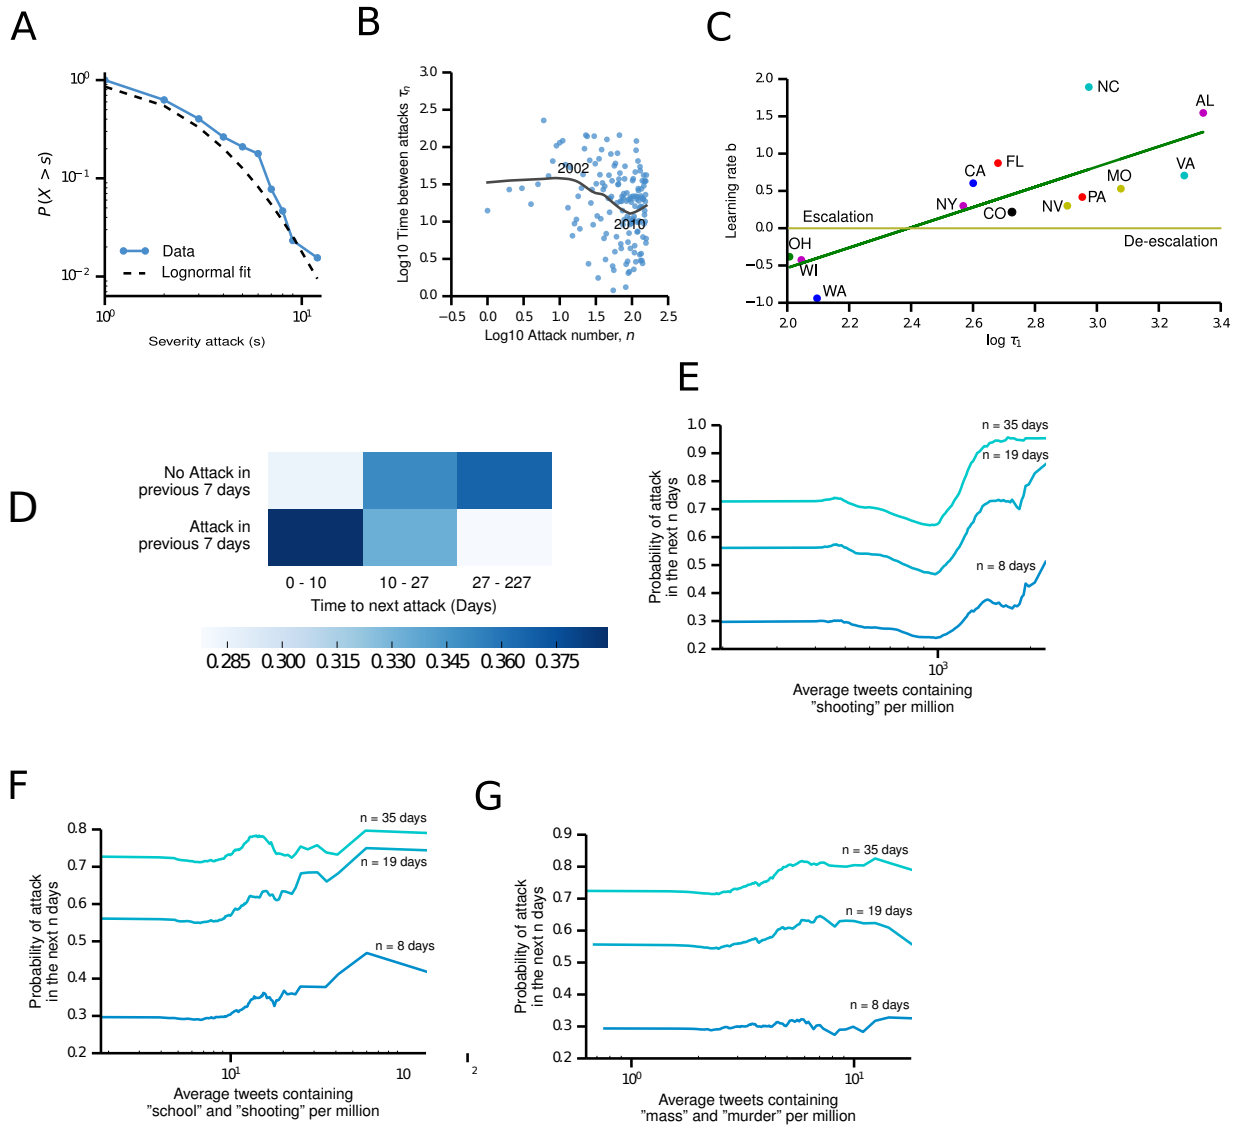 A
10⁰
10⁻¹
10⁻²
P(X > s)
Data
Lognormal fit
10⁰
10¹
Severity attack (s)
B
3.0
2.5
2.0
1.5
1.0
0.5
0.0
Log10 Time between attacks τn
2002
2010
−0.5 0.0 0.5 1.0 1.5 2.0 2.5
Log10 Attack number, n
C
2.0
1.5
1.0
0.5
0.0
−0.5
−1.0
Learning rate b
NC
AL
FL
CA
VA
MO
NY
PA
CO
NV
Escalation
De-escalation
OH
WI
WA
2.0 2.2 2.4 2.6 2.8 3.0 3.2 3.4
log τ1
D
No Attack in
previous 7 days
Attack in
previous 7 days
0 - 10 10 - 27 27 - 227
Time to next attack (Days)
0.285 0.300 0.315 0.330 0.345 0.360 0.375
E
1.0
0.9
0.8
0.7
0.6
0.5
0.4
0.3
0.2
Probability of attack
in the next n days
n = 35 days
n = 19 days
n = 8 days
10³
Average tweets containing
"shooting" per million
F
0.8
0.7
0.6
0.5
0.4
0.3
0.2
Probability of attack
in the next n days
n = 35 days
n = 19 days
n = 8 days
10¹
10 2
Average tweets containing
"school" and "shooting" per million
G
0.9
0.8
0.7
0.6
0.5
0.4
0.3
0.2
Probability of attack
in the next n days
n = 35 days
n = 19 days
n = 8 days
10⁰
10¹
Average tweets containing
"mass" and "murder" per million